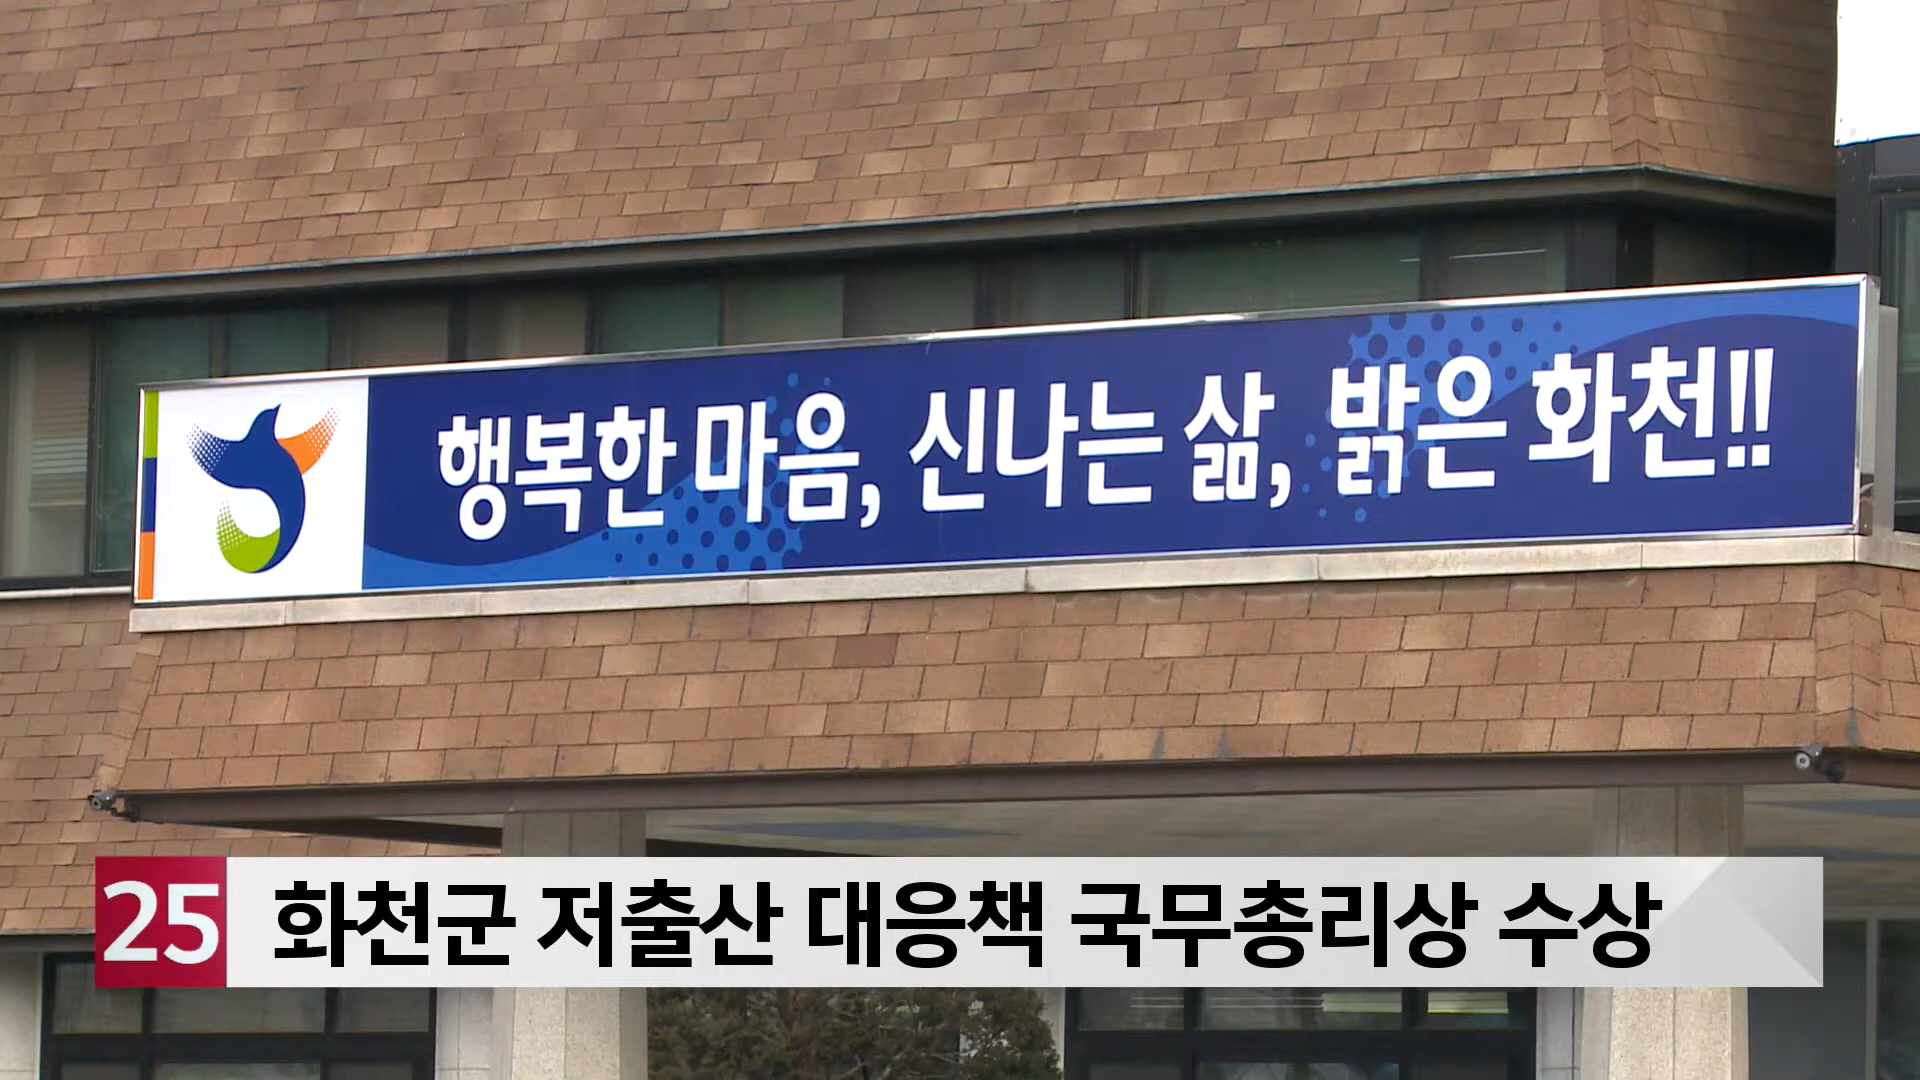 행복한 마음, 신나는 삶, 밝은 화천!!
25 화천군 저출산 대응책 국무총리상 수상